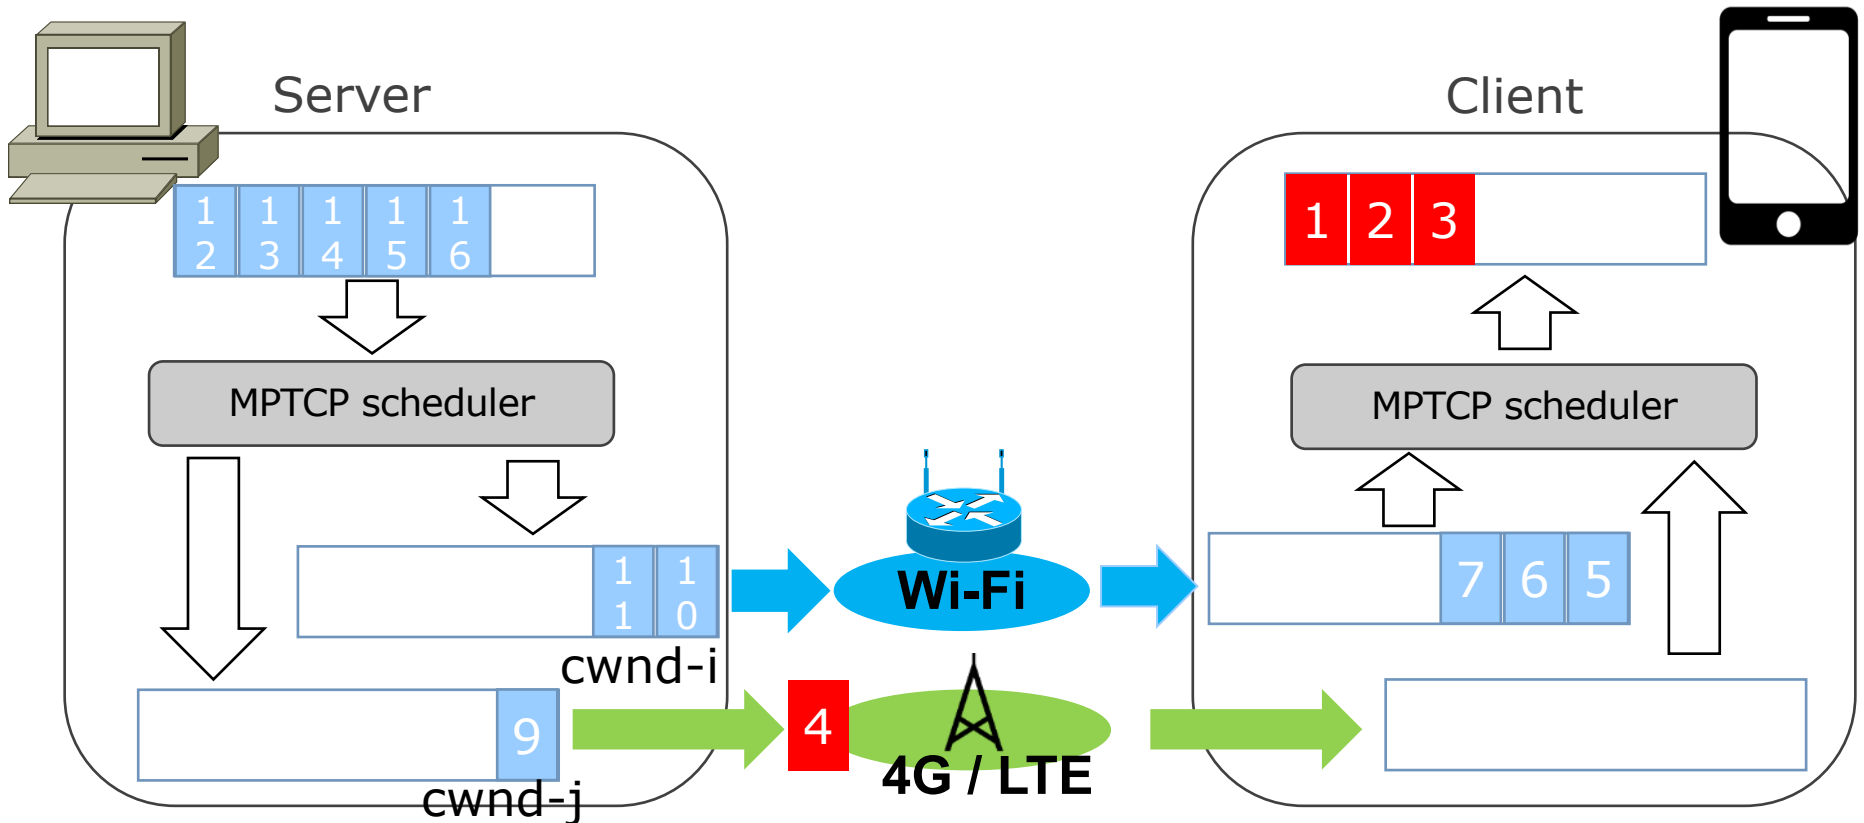 Server
Client
1 1 1 1 1
2 3 4 5 6
1 2 3
MPTCP scheduler
MPTCP scheduler
1 1
1 0
Wi-Fi
7 6 5
cwnd-i
9
4
4G / LTE
cwnd-j